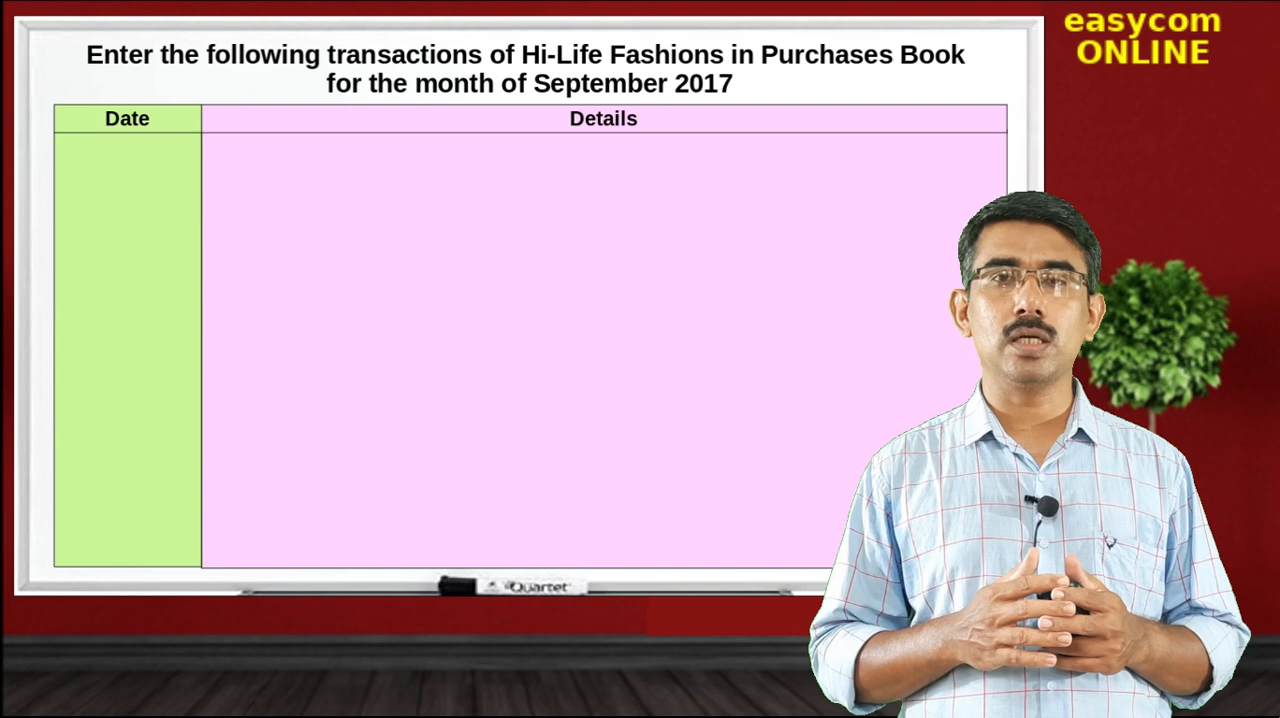 easycom
ONLINE
Enter the following transactions of Hi-Life Fashions in Purchases Book
for the month of September 2017
Date Details
Quartet